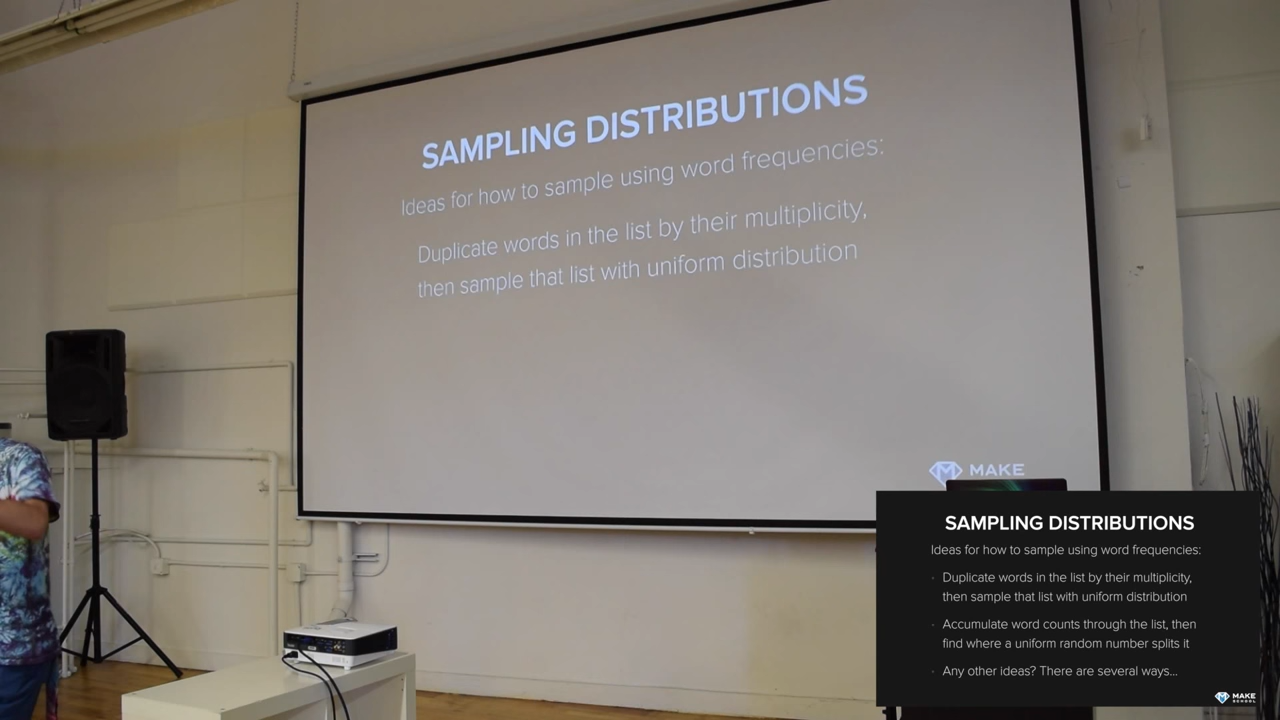 SAMPLING DISTRIBUTIONS
Ideas for how to sample using word frequencies:
Duplicate words in the list by their multiplicity,
then sample that list with uniform distribution
MAKE
SAMPLING DISTRIBUTIONS
Ideas for how to sample using word frequencies:
· Duplicate words in the list by their multiplicity,
then sample that list with uniform distribution
· Accumulate word counts through the list, then
find where a uniform random number splits it
· Any other ideas? There are several ways...
MAKE
SCHOOL